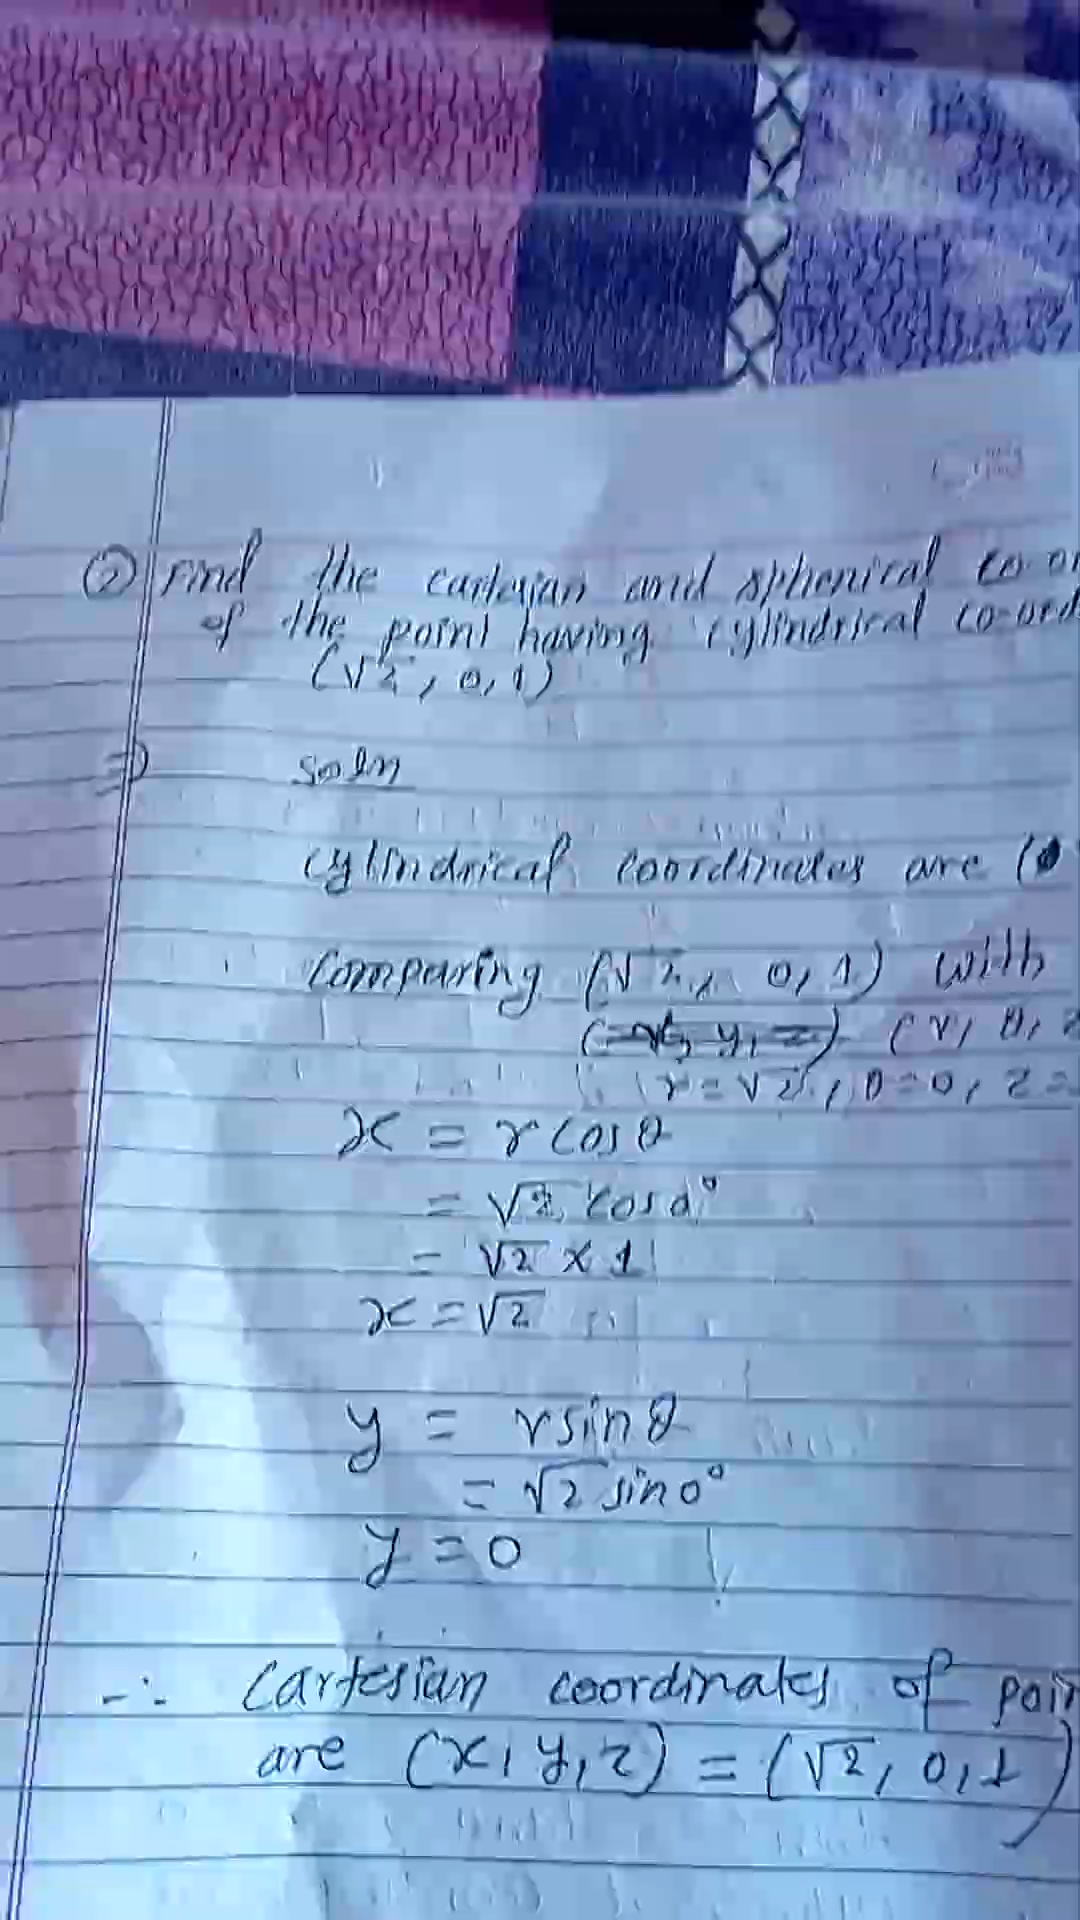 ② Find the cartesian and spherical co-or
of the point having cylindrical co-ord
(√2, 0, 1)
⇒ soln
cylindrical coordinates are (
Comparing (√2, 0, 1) with
(r, θ, z
r = √2, θ = 0, z =
x = r cos θ
= √2 cos 0°
= √2 × 1
x = √2
y = r sin θ
= √2 sin 0°
y = 0
∴ Cartesian coordinates of poin
are (x, y, z) = (√2, 0, 1)